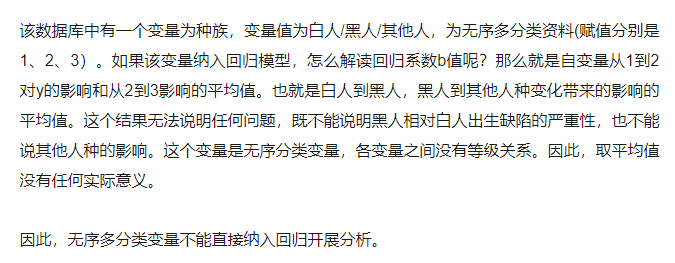 该数据库中有一个变量为种族，变量值为白人/黑人/其他人，为无序多分类资料(赋值分别是
1、2、3）。如果该变量纳入回归模型，怎么解读回归系数b值呢？那么就是自变量从1到2
对y的影响和从2到3影响的平均值。也就是白人到黑人，黑人到其他人种变化带来的影响的
平均值。这个结果无法说明任何问题，既不能说明黑人相对白人出生缺陷的严重性，也不能
说其他人种的影响。这个变量是无序分类变量，各变量之间没有等级关系。因此，取平均值
没有任何实际意义。
因此，无序多分类变量不能直接纳入回归开展分析。